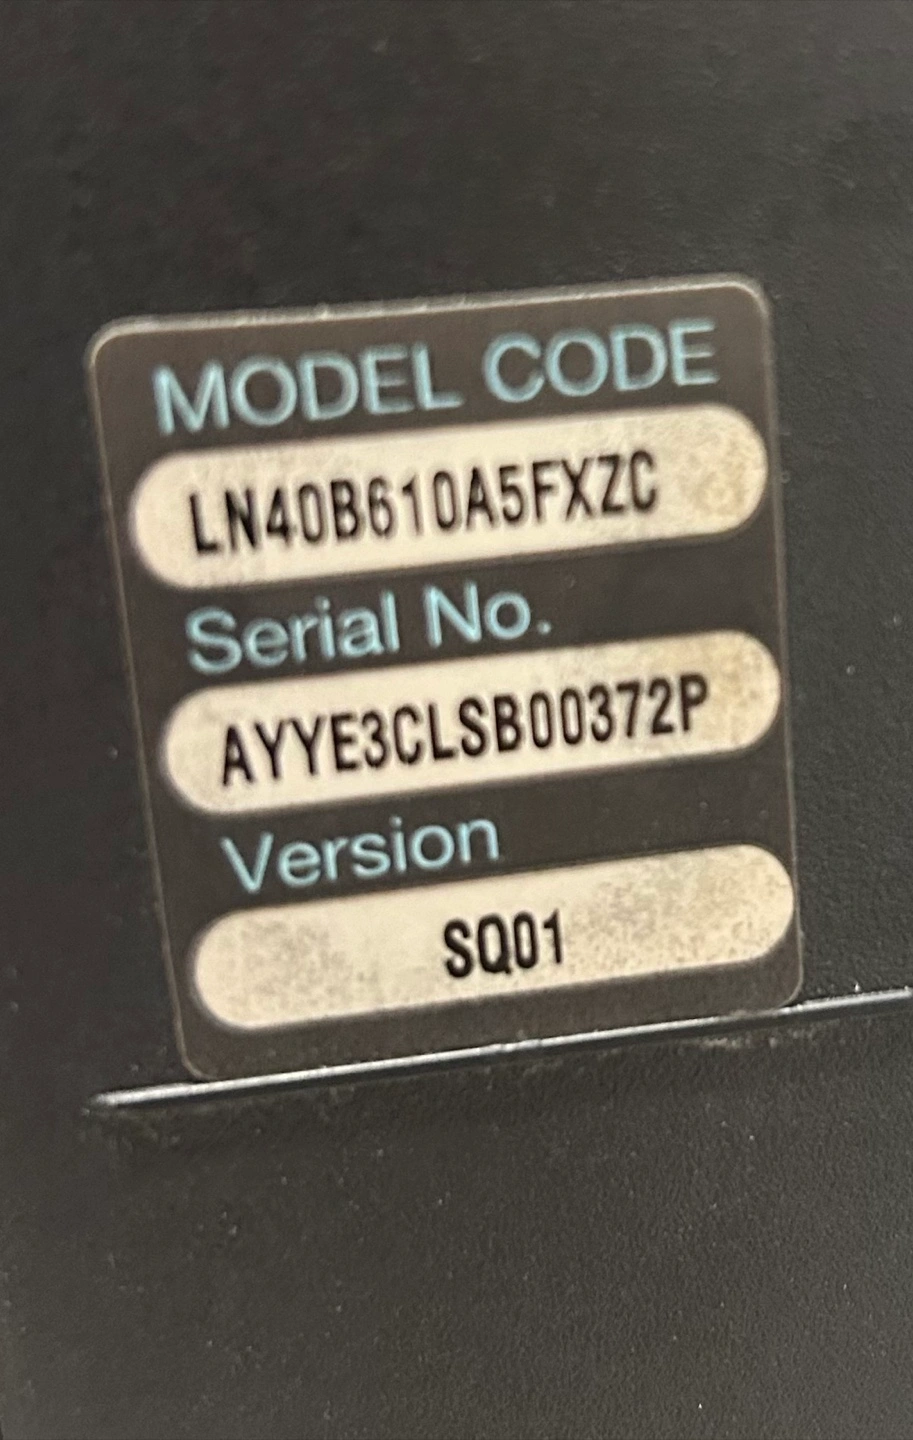 MODEL CODE
LN40B610A5FXZC
Serial No.
AYYE3CLSB00372P
Version
SQ01